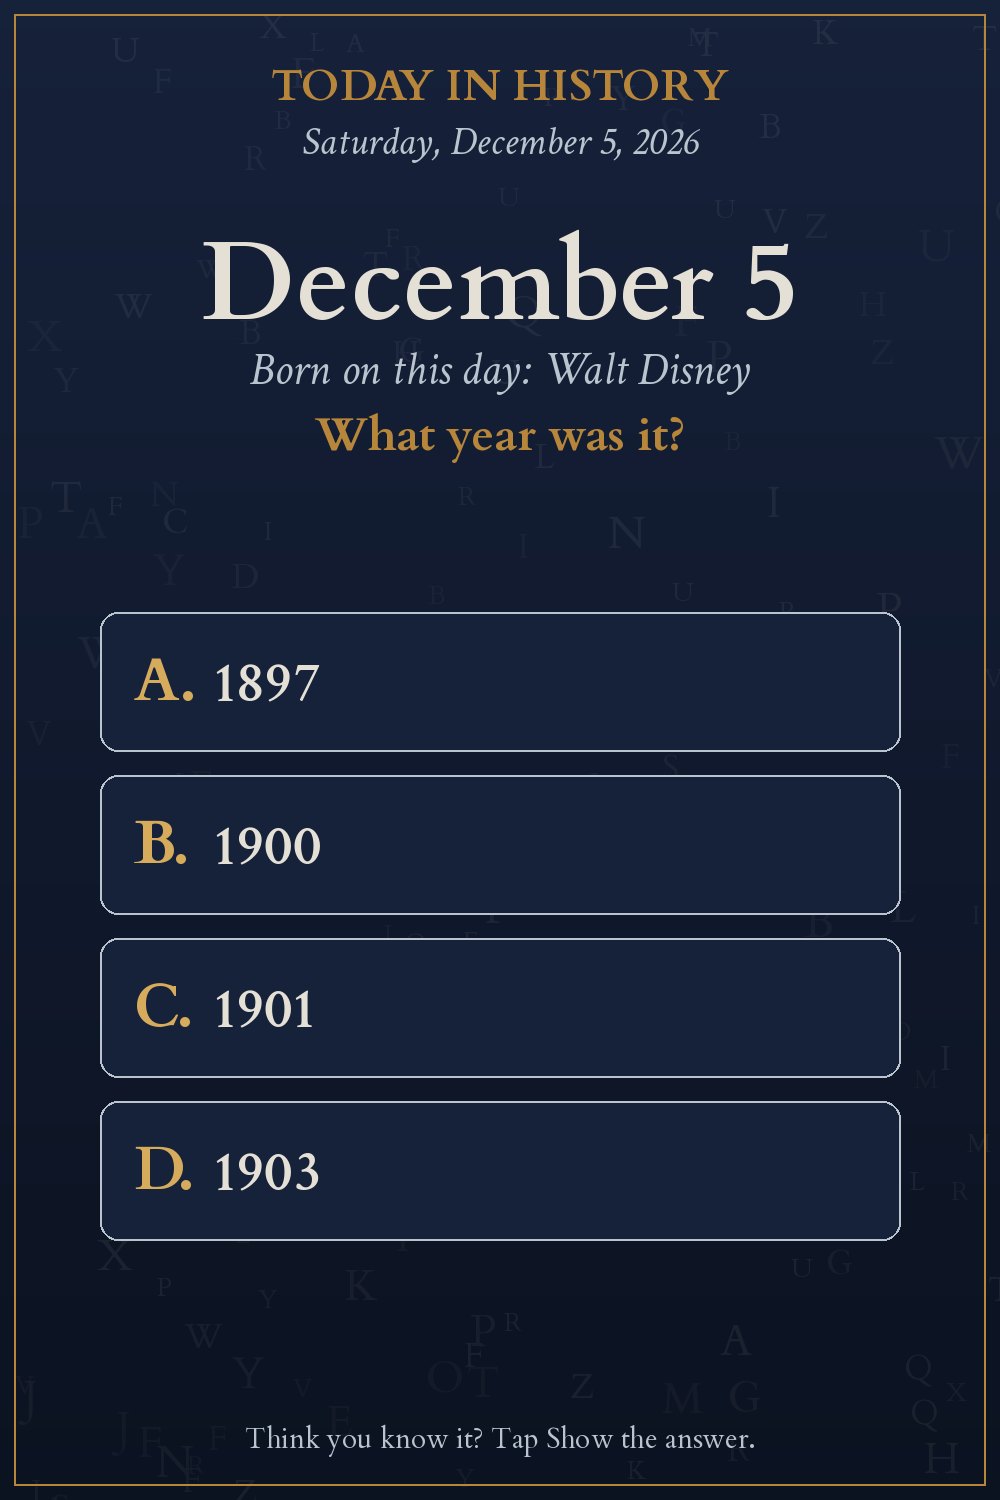 TODAY IN HISTORY
Saturday, December 5, 2026
December 5
Born on this day: Walt Disney
What year was it?
A. 1897
B. 1900
C. 1901
D. 1903
Think you know it? Tap Show the answer.